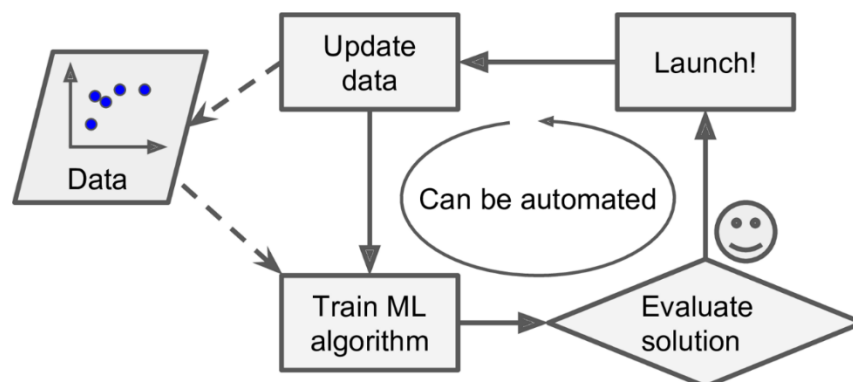 Update
data
Launch!
Data
Can be automated
Train ML
algorithm
Evaluate
solution